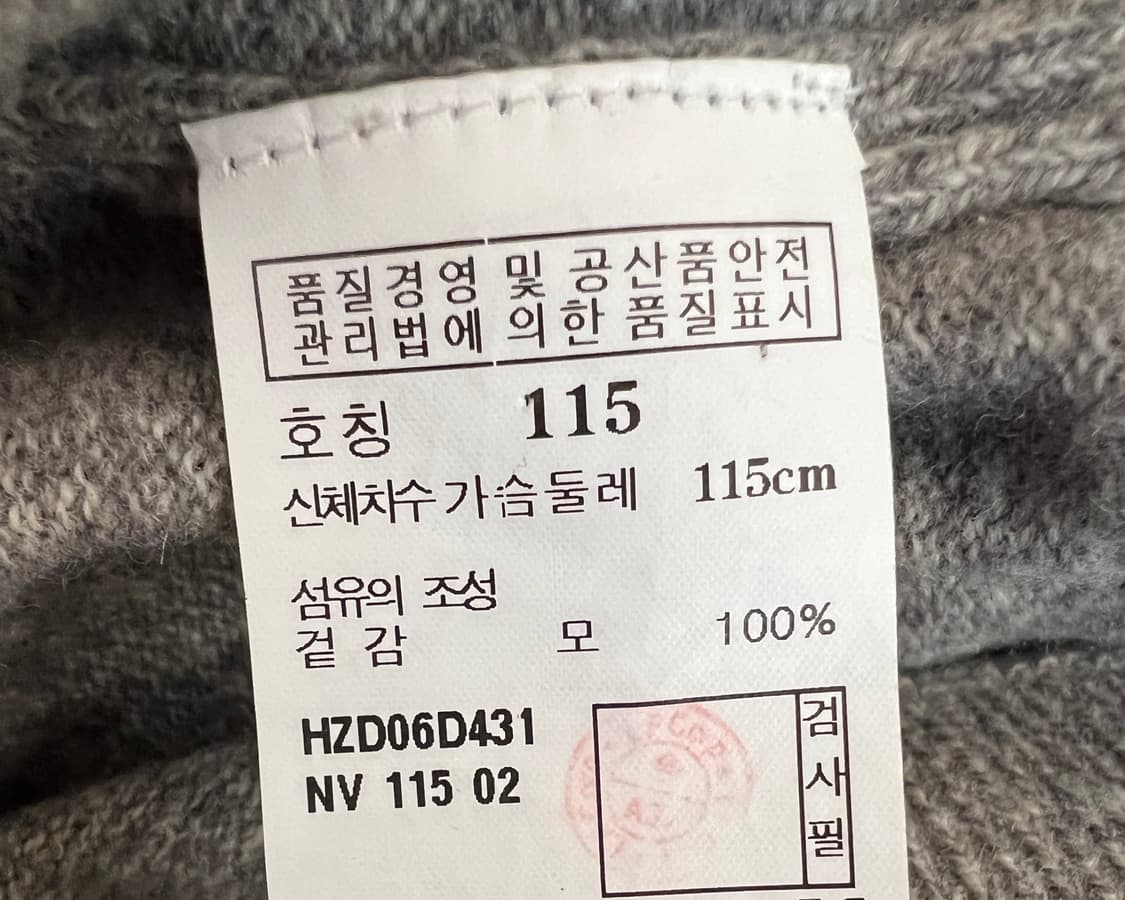 품질경영 및 공산품안전
관리법에 의한 품질표시
호칭 115
신체치수 가슴둘레 115cm
섬유의 조성
겉감 모 100%
HZD06D431
NV 115 02
검사필